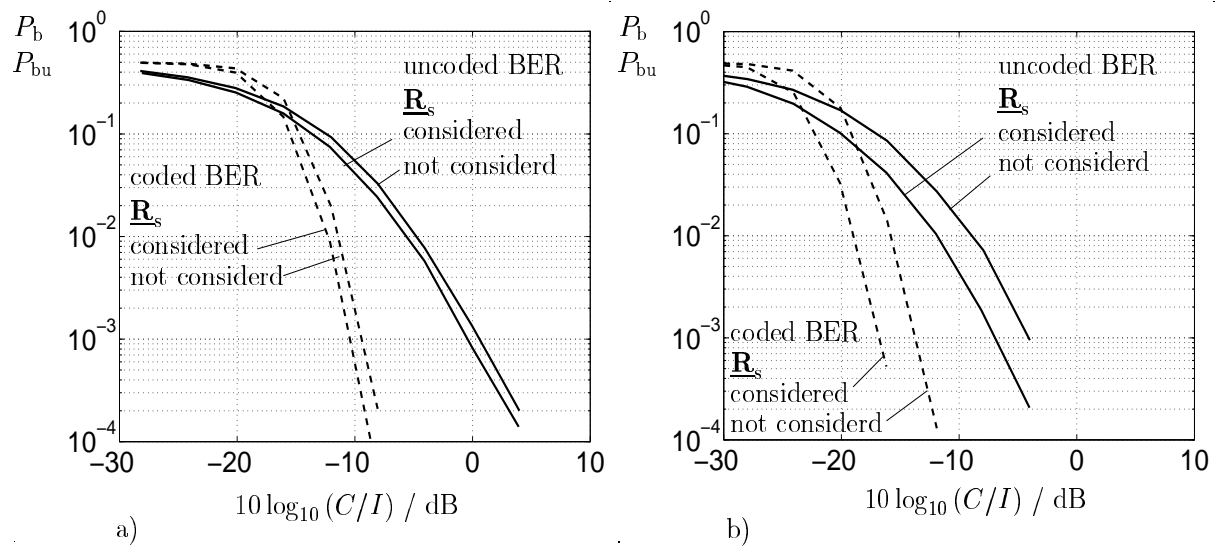 P_b
P_bu
10^0
10^-1
10^-2
10^-3
10^-4
uncoded BER
R_s
considered
not considerd
coded BER
R_s
considered
not considerd
−30 −20 −10 0 10
10 log_10 (C/I) / dB
a)
P_b
P_bu
10^0
10^-1
10^-2
10^-3
10^-4
uncoded BER
R_s
considered
not considerd
coded BER
R_s
considered
not considerd
−30 −20 −10 0 10
10 log_10 (C/I) / dB
b)